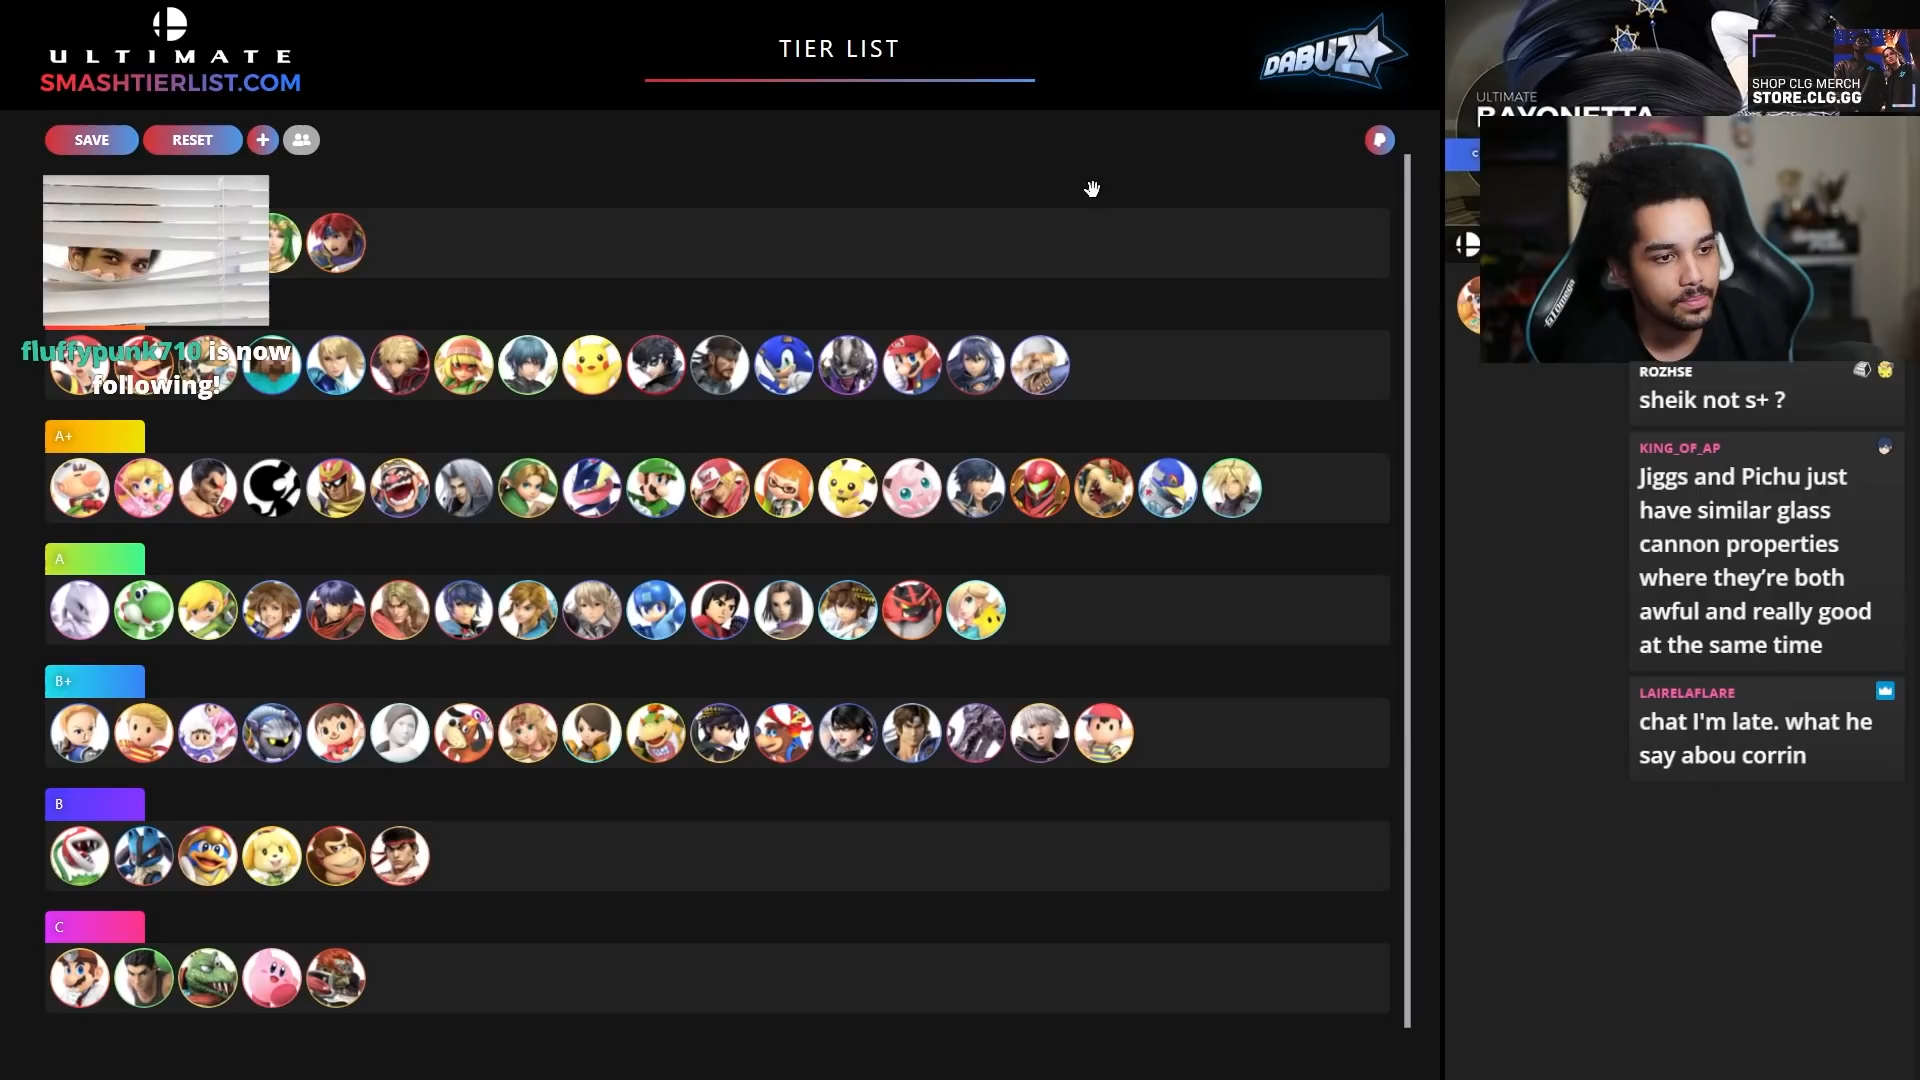 ULTIMATE
SMASHTIERLIST.COM
TIER LIST
DABUZ
SAVE
RESET
+
fluffypunk710 is now
following!
A+
A
B+
B
C
ULTIMATE
BAYONETTA
SHOP CLG MERCH
STORE.CLG.GG
C
GTOmega
ROZHSE
sheik not s+ ?
KING_OF_AP
Jiggs and Pichu just
have similar glass
cannon properties
where they’re both
awful and really good
at the same time
LAIRELAFLARE
chat I'm late. what he
say abou corrin